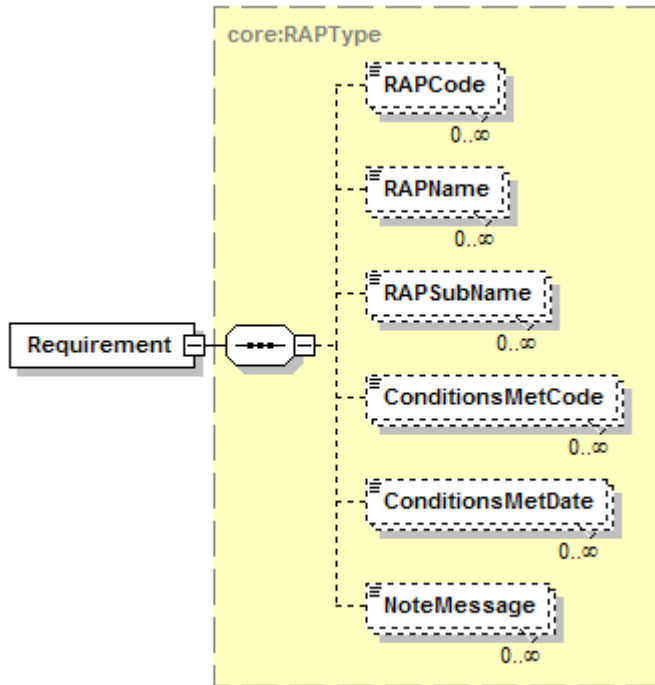 core:RAPType
RAPCode
0..∞
RAPName
0..∞
RAPSubName
0..∞
Requirement
ConditionsMetCode
0..∞
ConditionsMetDate
0..∞
NoteMessage
0..∞